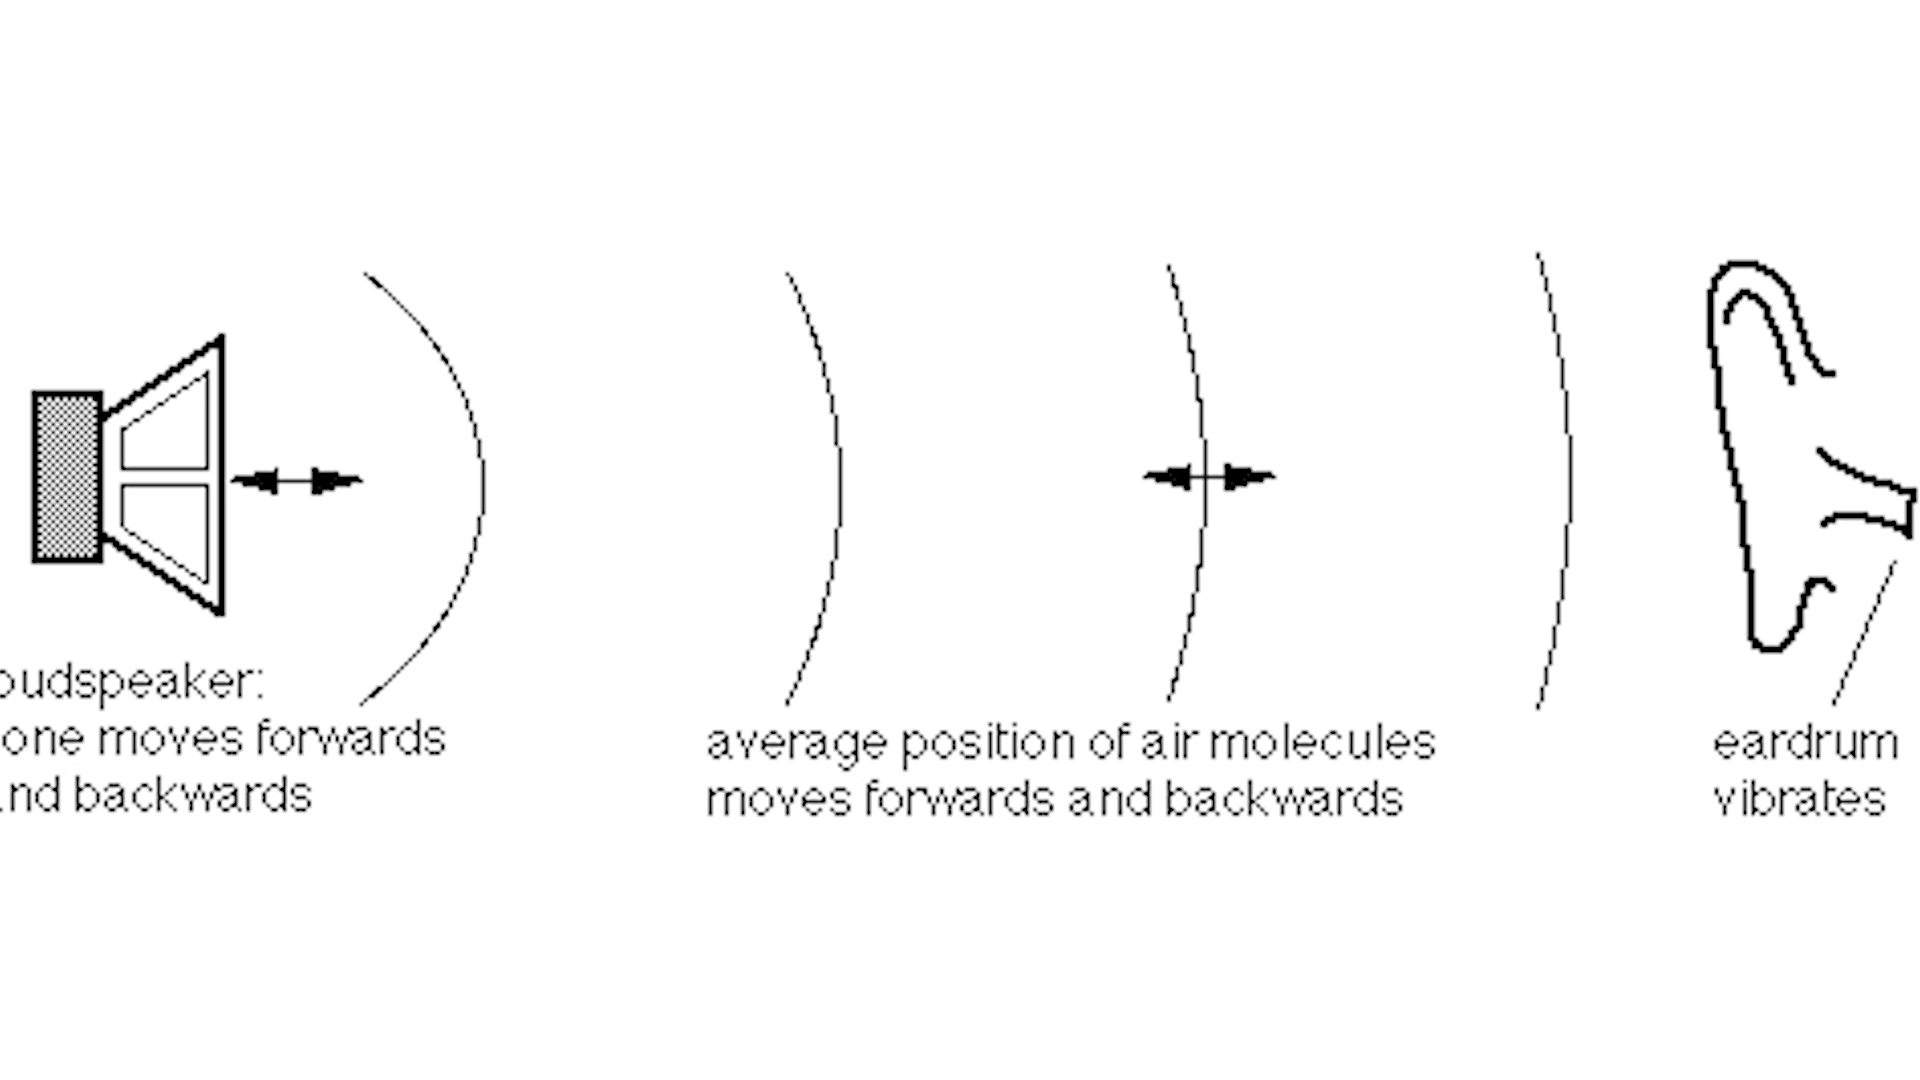 oudspeaker:
one moves forwards
nd backwards
average position of air molecules
moves forwards and backwards
eardrum
vibrates